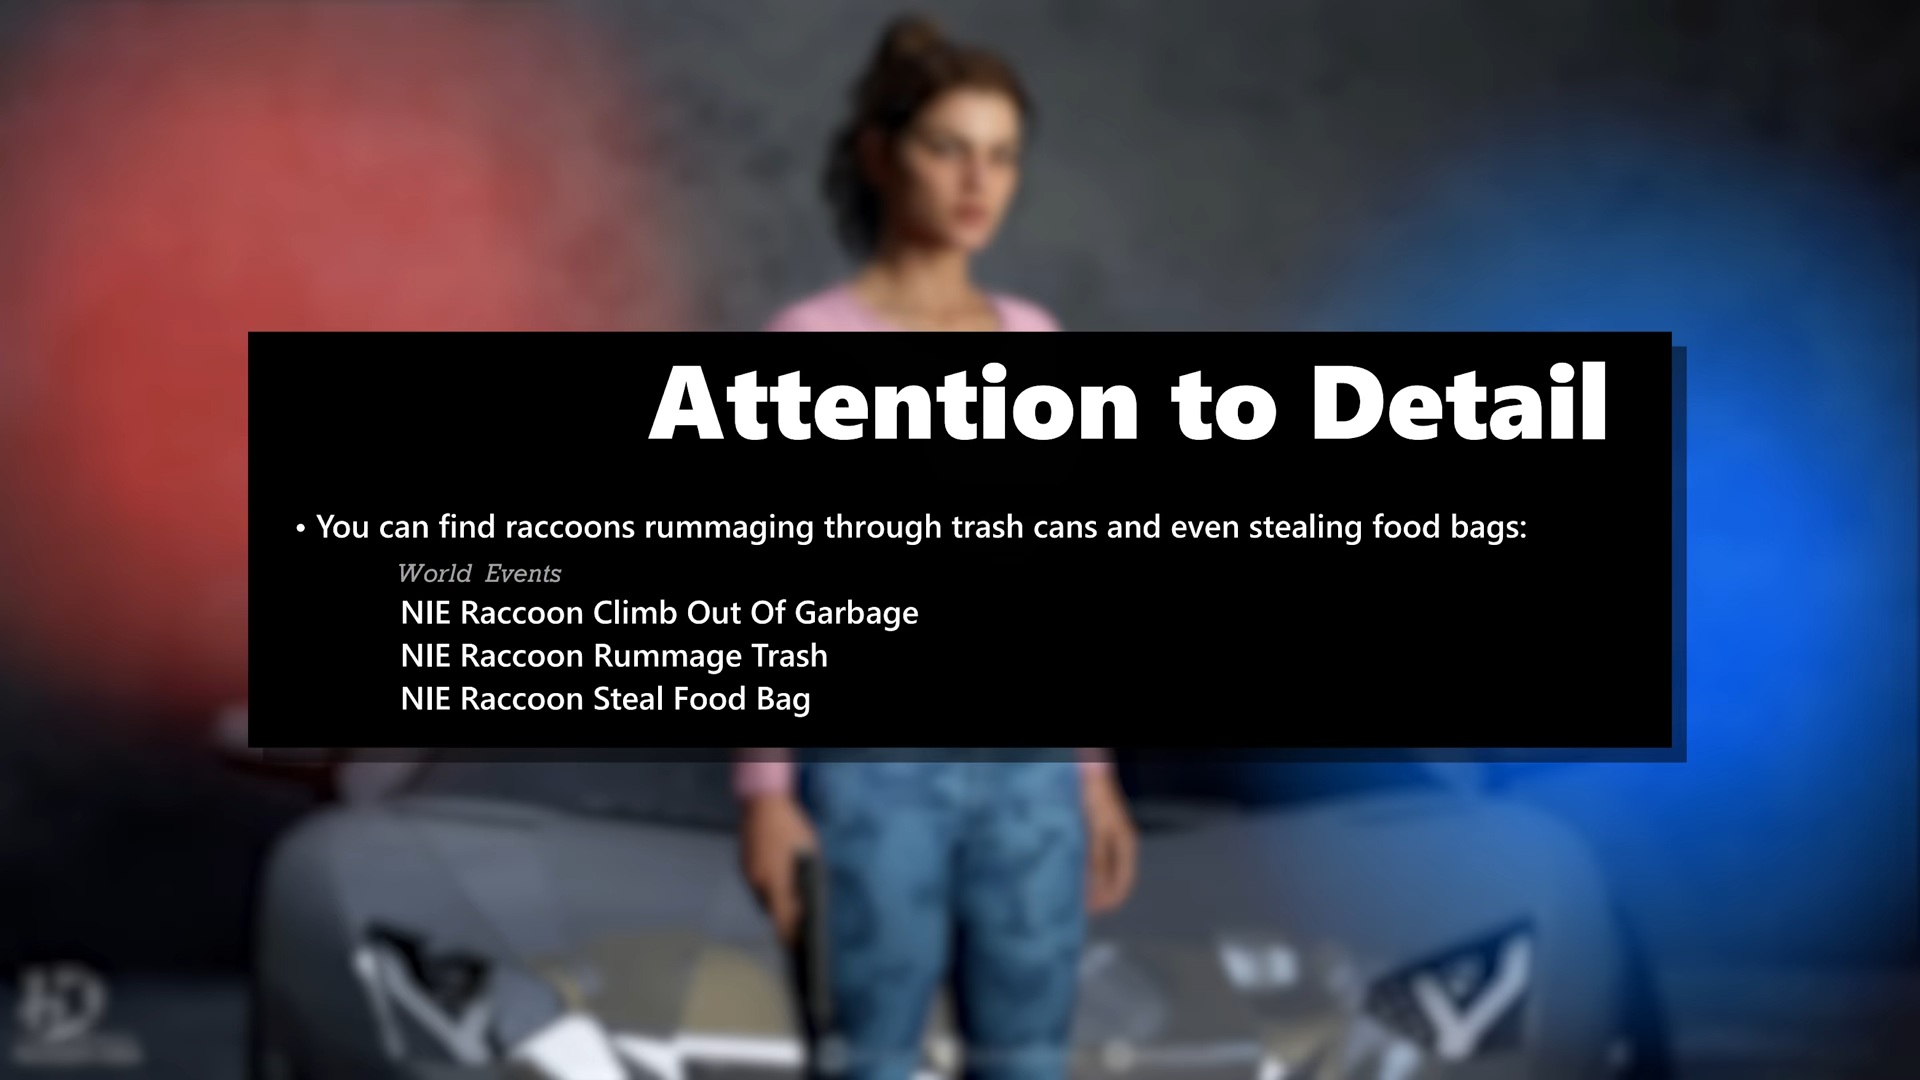 Attention to Detail
• You can find raccoons rummaging through trash cans and even stealing food bags:
World Events
NIE Raccoon Climb Out Of Garbage
NIE Raccoon Rummage Trash
NIE Raccoon Steal Food Bag